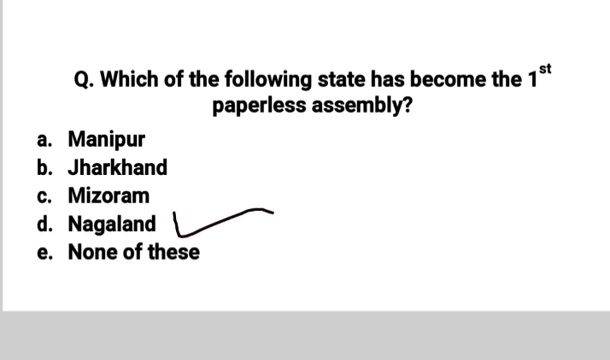 Q. Which of the following state has become the 1st
paperless assembly?
a. Manipur
b. Jharkhand
c. Mizoram
d. Nagaland
e. None of these